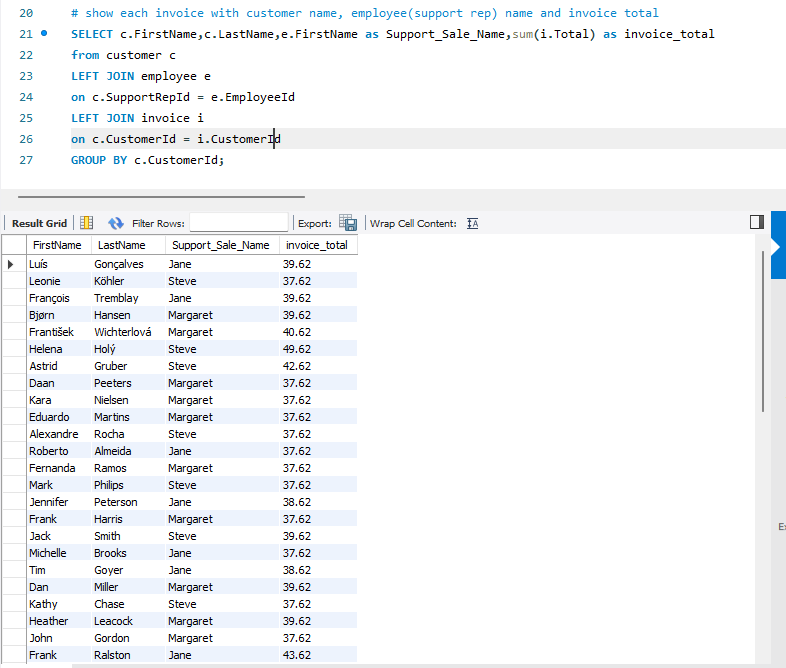 20 # show each invoice with customer name, employee(support rep) name and invoice total
21 SELECT c.FirstName,c.LastName,e.FirstName as Support_Sale_Name,sum(i.Total) as invoice_total
22 from customer c
23 LEFT JOIN employee e
24 on c.SupportRepId = e.EmployeeId
25 LEFT JOIN invoice i
26 on c.CustomerId = i.CustomerId
27 GROUP BY c.CustomerId;
Result Grid Filter Rows: Export: Wrap Cell Content:
FirstName LastName Support_Sale_Name invoice_total
Luís Gonçalves Jane 39.62
Leonie Köhler Steve 37.62
François Tremblay Jane 39.62
Bjørn Hansen Margaret 39.62
František Wichterlová Margaret 40.62
Helena Holý Steve 49.62
Astrid Gruber Steve 42.62
Daan Peeters Margaret 37.62
Kara Nielsen Margaret 37.62
Eduardo Martins Margaret 37.62
Alexandre Rocha Steve 37.62
Roberto Almeida Jane 37.62
Fernanda Ramos Margaret 37.62
Mark Philips Steve 37.62
Jennifer Peterson Jane 38.62
Frank Harris Margaret 37.62
Jack Smith Steve 39.62
Michelle Brooks Jane 37.62
Tim Goyer Jane 38.62
Dan Miller Margaret 39.62
Kathy Chase Steve 37.62
Heather Leacock Margaret 39.62
John Gordon Margaret 37.62
Frank Ralston Jane 43.62